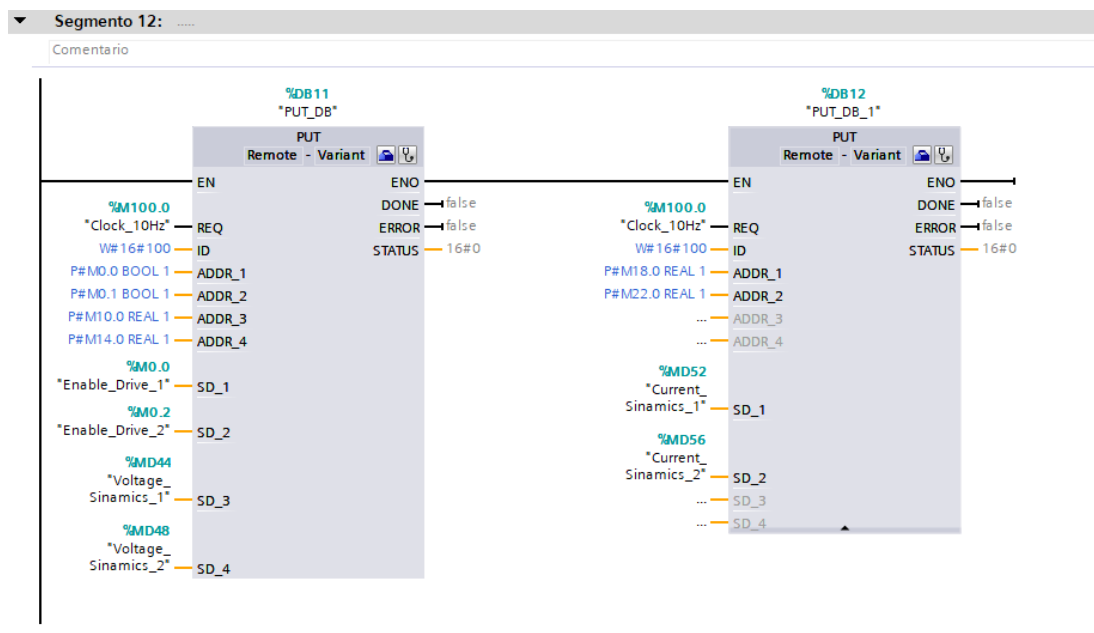 Segmento 12: .....
Comentario
%DB11
"PUT_DB"
PUT
Remote - Variant
EN ENO
DONE false
%M100.0
"Clock_10Hz" REQ
ERROR false
W#16#100 ID
STATUS 16#0
P#M0.0 BOOL 1 ADDR_1
P#M0.1 BOOL 1 ADDR_2
P#M10.0 REAL 1 ADDR_3
P#M14.0 REAL 1 ADDR_4
%M0.0
"Enable_Drive_1" SD_1
%M0.2
"Enable_Drive_2" SD_2
%MD44
"Voltage_
Sinamics_1" SD_3
%MD48
"Voltage_
Sinamics_2" SD_4
%DB12
"PUT_DB_1"
PUT
Remote - Variant
EN ENO
DONE false
%M100.0
"Clock_10Hz" REQ
ERROR false
W#16#100 ID
STATUS 16#0
P#M18.0 REAL 1 ADDR_1
P#M22.0 REAL 1 ADDR_2
... ADDR_3
... ADDR_4
%MD52
"Current_
Sinamics_1" SD_1
%MD56
"Current_
Sinamics_2" SD_2
... SD_3
... SD_4